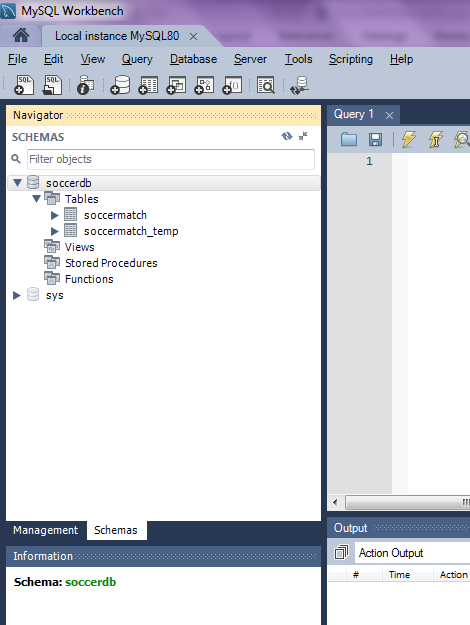 MySQL Workbench
Local instance MySQL80
File Edit View Query Database Server Tools Scripting Help
SQL SQL
Navigator
SCHEMAS
Filter objects
soccerdb
Tables
soccermatch
soccermatch_temp
Views
Stored Procedures
Functions
sys
Management Schemas
Information
Schema: soccerdb
Query 1
1
Output
Action Output
# Time Action